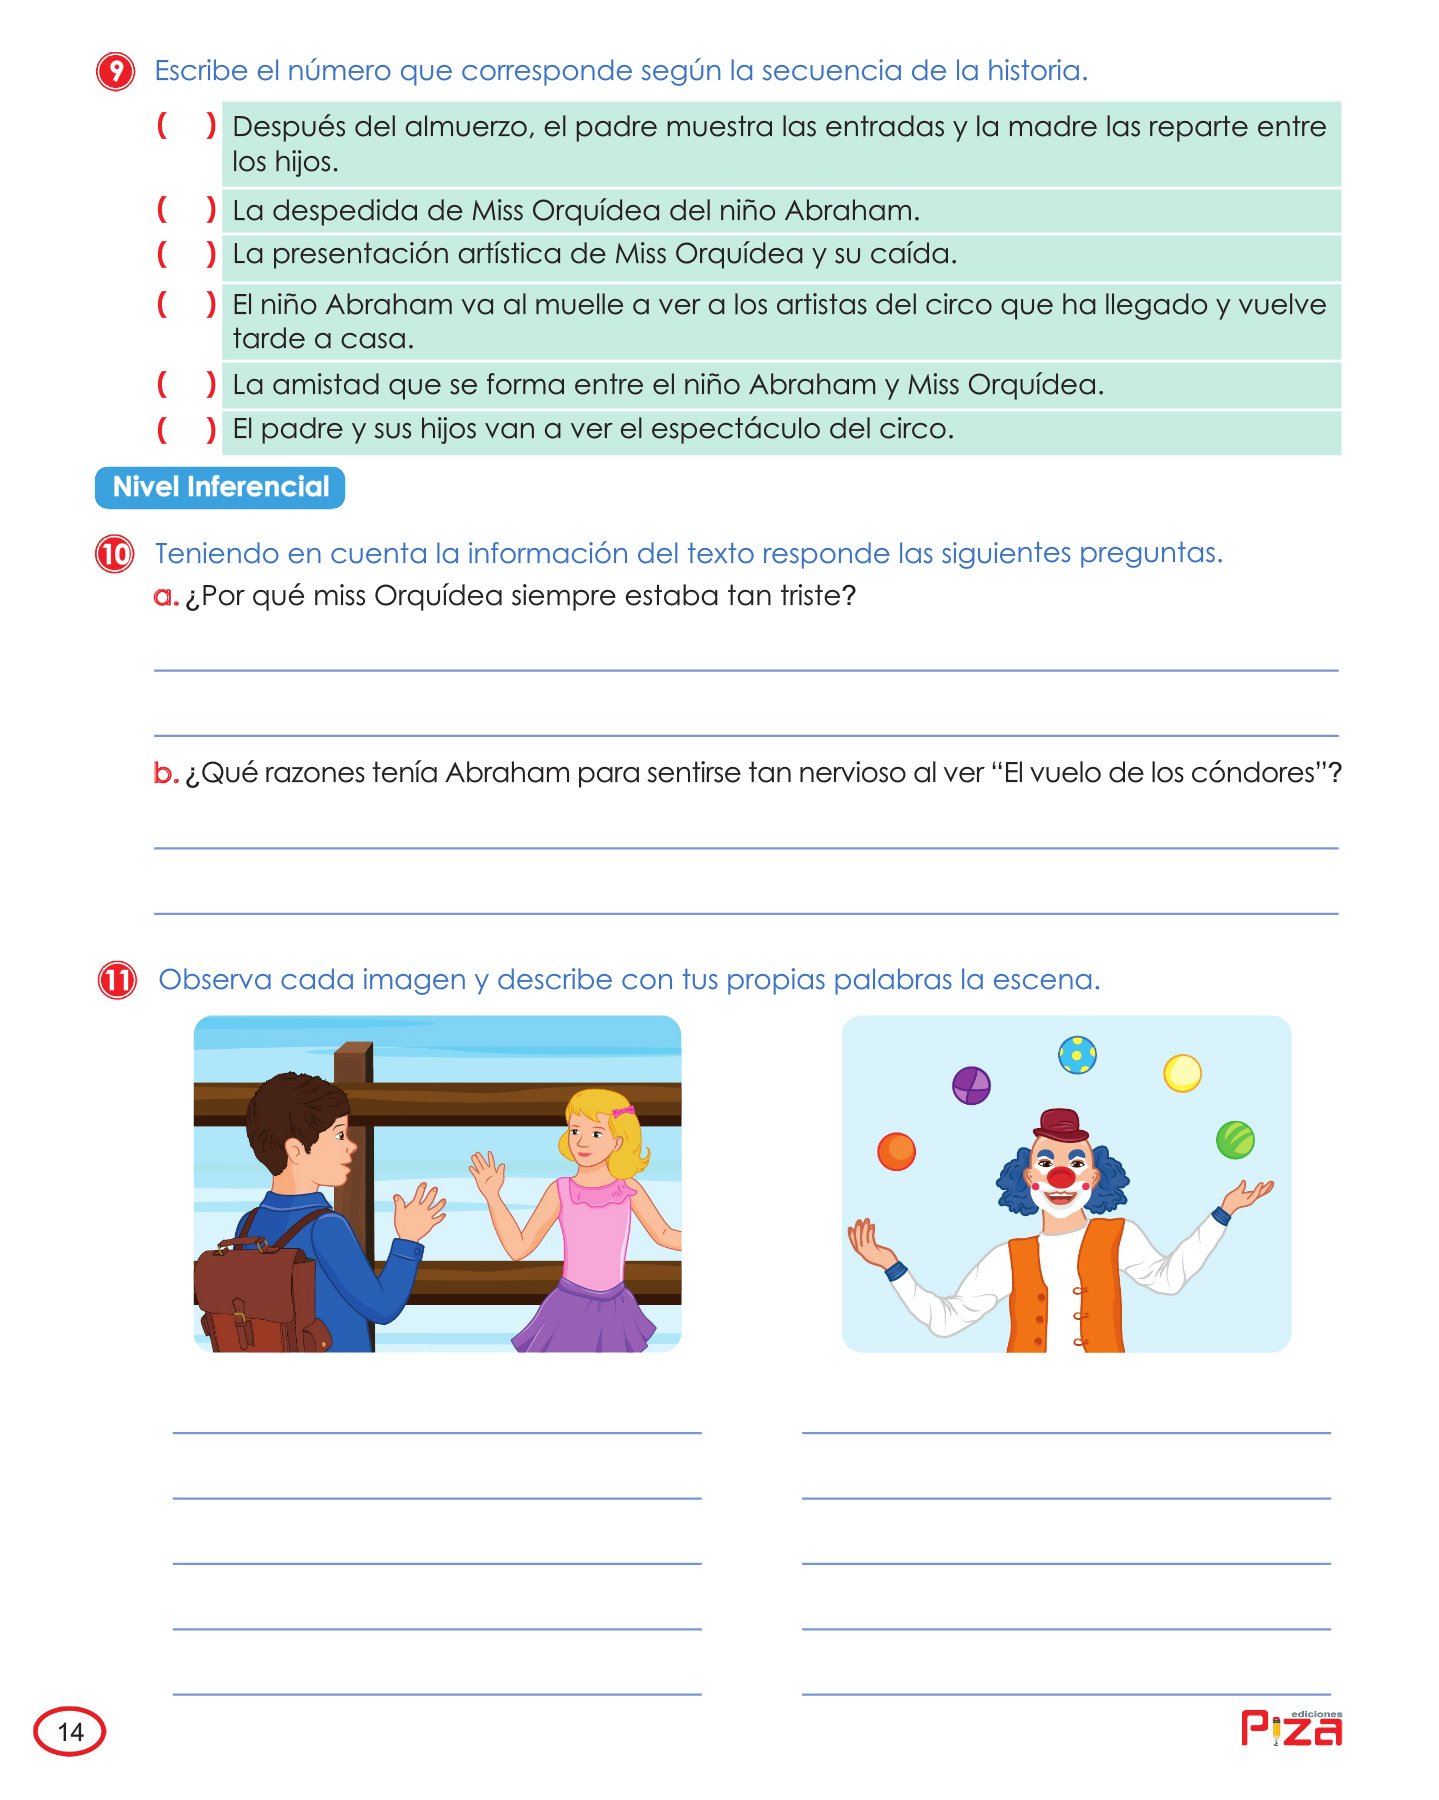 9 Escribe el número que corresponde según la secuencia de la historia.
( ) Después del almuerzo, el padre muestra las entradas y la madre las reparte entre
los hijos.
( ) La despedida de Miss Orquídea del niño Abraham.
( ) La presentación artística de Miss Orquídea y su caída.
( ) El niño Abraham va al muelle a ver a los artistas del circo que ha llegado y vuelve
tarde a casa.
( ) La amistad que se forma entre el niño Abraham y Miss Orquídea.
( ) El padre y sus hijos van a ver el espectáculo del circo.
Nivel Inferencial
10 Teniendo en cuenta la información del texto responde las siguientes preguntas.
a. ¿Por qué miss Orquídea siempre estaba tan triste?
b. ¿Qué razones tenía Abraham para sentirse tan nervioso al ver “El vuelo de los cóndores”?
11 Observa cada imagen y describe con tus propias palabras la escena.
14
ediciones
Piza